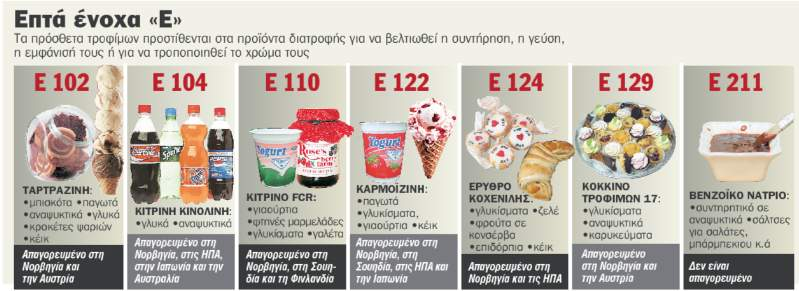 Επτά ένοχα «Ε»
Τα πρόσθετα τροφίμων προστίθενται στα προϊόντα διατροφής για να βελτιωθεί η συντήρηση, η γεύση,
η εμφάνισή τους ή για να τροποποιηθεί το χρώμα τους
E 102
ΤΑΡΤΡΑΖΙΝΗ:
•μπισκότα •παγωτά
•αναψυκτικά •γλυκά
•κροκέτες ψαριών
•κέικ
Απαγορευμένο στη
Νορβηγία και
την Αυστρία
E 104
ΚΙΤΡΙΝΗ ΚΙΝΟΛΙΝΗ:
•γλυκά •αναψυκτικά
Απαγορευμένο στη
Νορβηγία, στις ΗΠΑ,
στην Ιαπωνία και την
Αυστραλία
E 110
Yogurt
Rose's
ΚΙΤΡΙΝΟ FCR:
•γιαούρτια
•φτηνές μαρμελάδες
•γλυκίσματα •γαλέτα
Απαγορευμένο στη
Νορβηγία, στη Σουη-
δία και τη Φινλανδία
E 122
Yogurt
ΚΑΡΜΟΪΖΙΝΗ:
•παγωτά
•γλυκίσματα,
γιαούρτια •κέικ
Απαγορευμένο στη
Νορβηγία, στη
Σουηδία, στις ΗΠΑ και
την Ιαπωνία
E 124
ΕΡΥΘΡΟ
ΚΟΧΕΝΙΛΗΣ:
•γλυκίσματα •ζελέ
•φρούτα σε
κονσέρβα
•επιδόρπια •κέικ
Απαγορευμένο στη
Νορβηγία και τις ΗΠΑ
E 129
ΚΟΚΚΙΝΟ
ΤΡΟΦΙΜΩΝ 17:
•γλυκίσματα
•αναψυκτικά
•καρυκεύματα
Απαγορευμένο στη
Νορβηγία και την
Αυστρία
E 211
ΒΕΝΖΟΪΚΟ ΝΑΤΡΙΟ:
•συντηρητικό σε
αναψυκτικά •σάλτσες
για σαλάτες,
μπάρμπεκιου κ.ά
Δεν είναι
απαγορευμένο